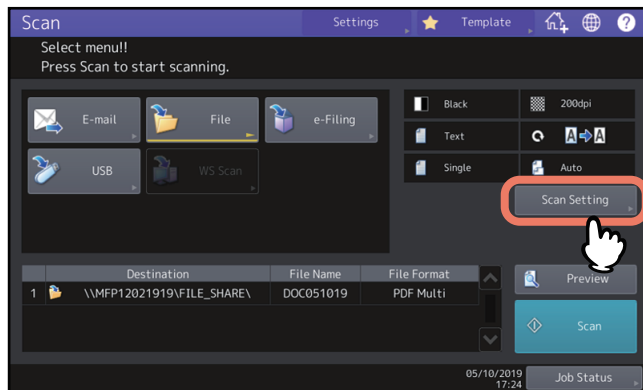 Scan
Settings
Template
?
Select menu!!
Press Scan to start scanning.
E-mail
File
e-Filing
USB
WS Scan
Black
200dpi
Text
A A
Single
Auto
Scan Setting
Destination File Name File Format
1 \\MFP12021919\FILE_SHARE\ DOC051019 PDF Multi
Preview
Scan
05/10/2019
17:24
Job Status